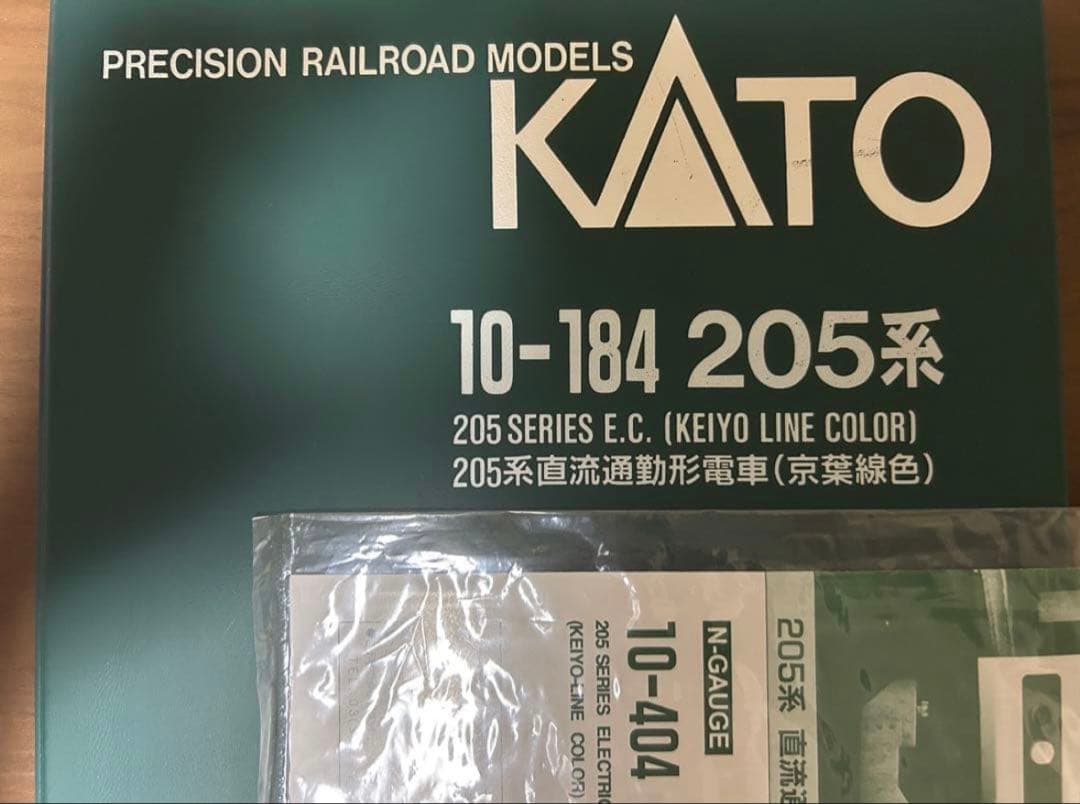 PRECISION RAILROAD MODELS
KATO
10-184 205系
205 SERIES E.C. (KEIYO LINE COLOR)
205系直流通勤形電車(京葉線色)
205系 直流通
N-GAUGE
10-404
205 SERIES ELECTRIC
(KEIYO-LINE COLOR)